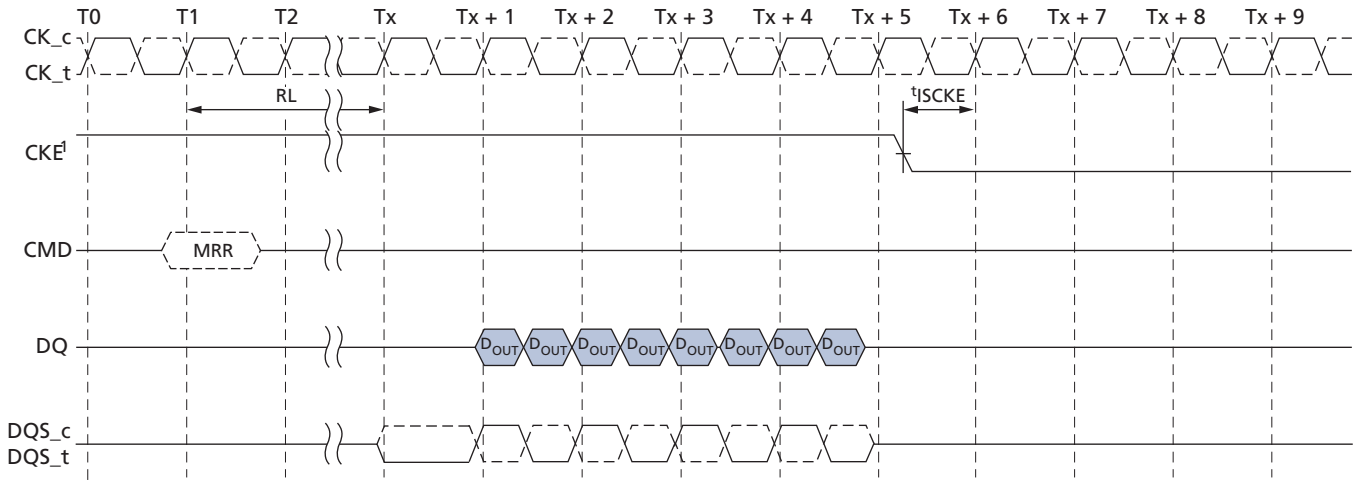 T0 T1 T2 Tx Tx + 1 Tx + 2 Tx + 3 Tx + 4 Tx + 5 Tx + 6 Tx + 7 Tx + 8 Tx + 9
CK_c
CK_t
RL
tISCKE
CKE1
CMD
MRR
DQ
DOUT DOUT DOUT DOUT DOUT DOUT DOUT DOUT
DQS_c
DQS_t